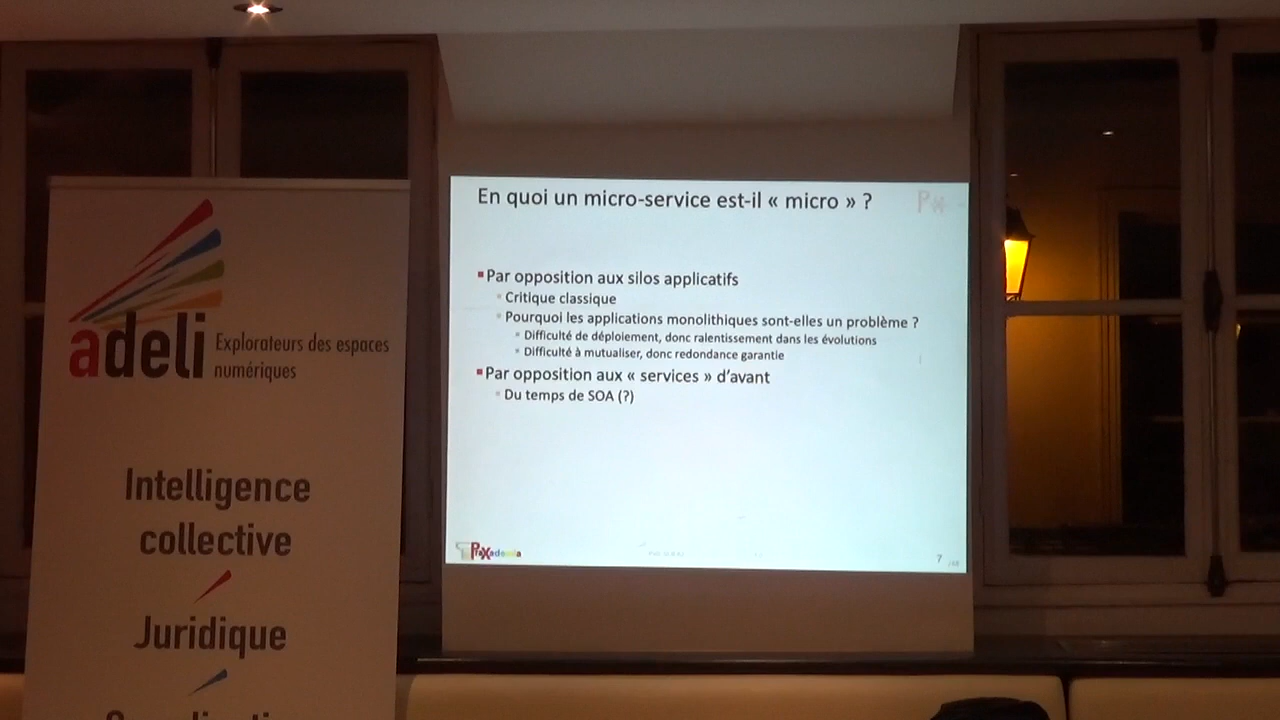 adeli
Explorateurs des espaces
numériques
Intelligence
collective
Juridique
En quoi un micro-service est-il « micro » ?
Par opposition aux silos applicatifs
Critique classique
Pourquoi les applications monolithiques sont-elles un problème ?
Difficulté de déploiement, donc ralentissement dans les évolutions
Difficulté à mutualiser, donc redondance garantie
Par opposition aux « services » d'avant
Du temps de SOA (?)
7